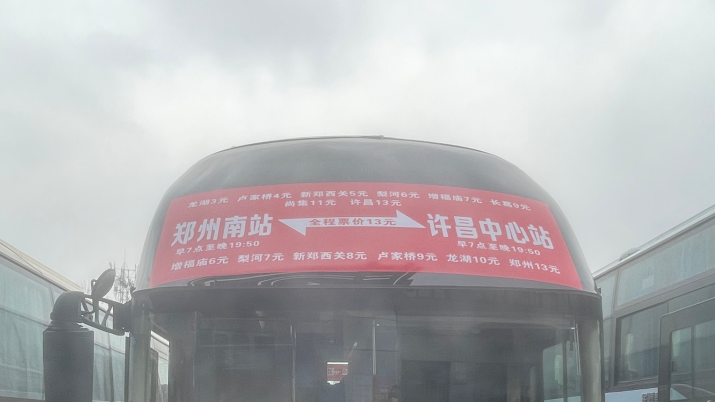 龙湖3元 卢家桥4元 新郑西关5元 梨河6元 增福庙7元 长葛9元
尚集11元 许昌13元
郑州南站 全程票价13元 许昌中心站
早7点至晚19:50 早7点至晚19:50
增福庙6元 梨河7元 新郑西关8元 卢家桥9元 龙湖10元 郑州13元